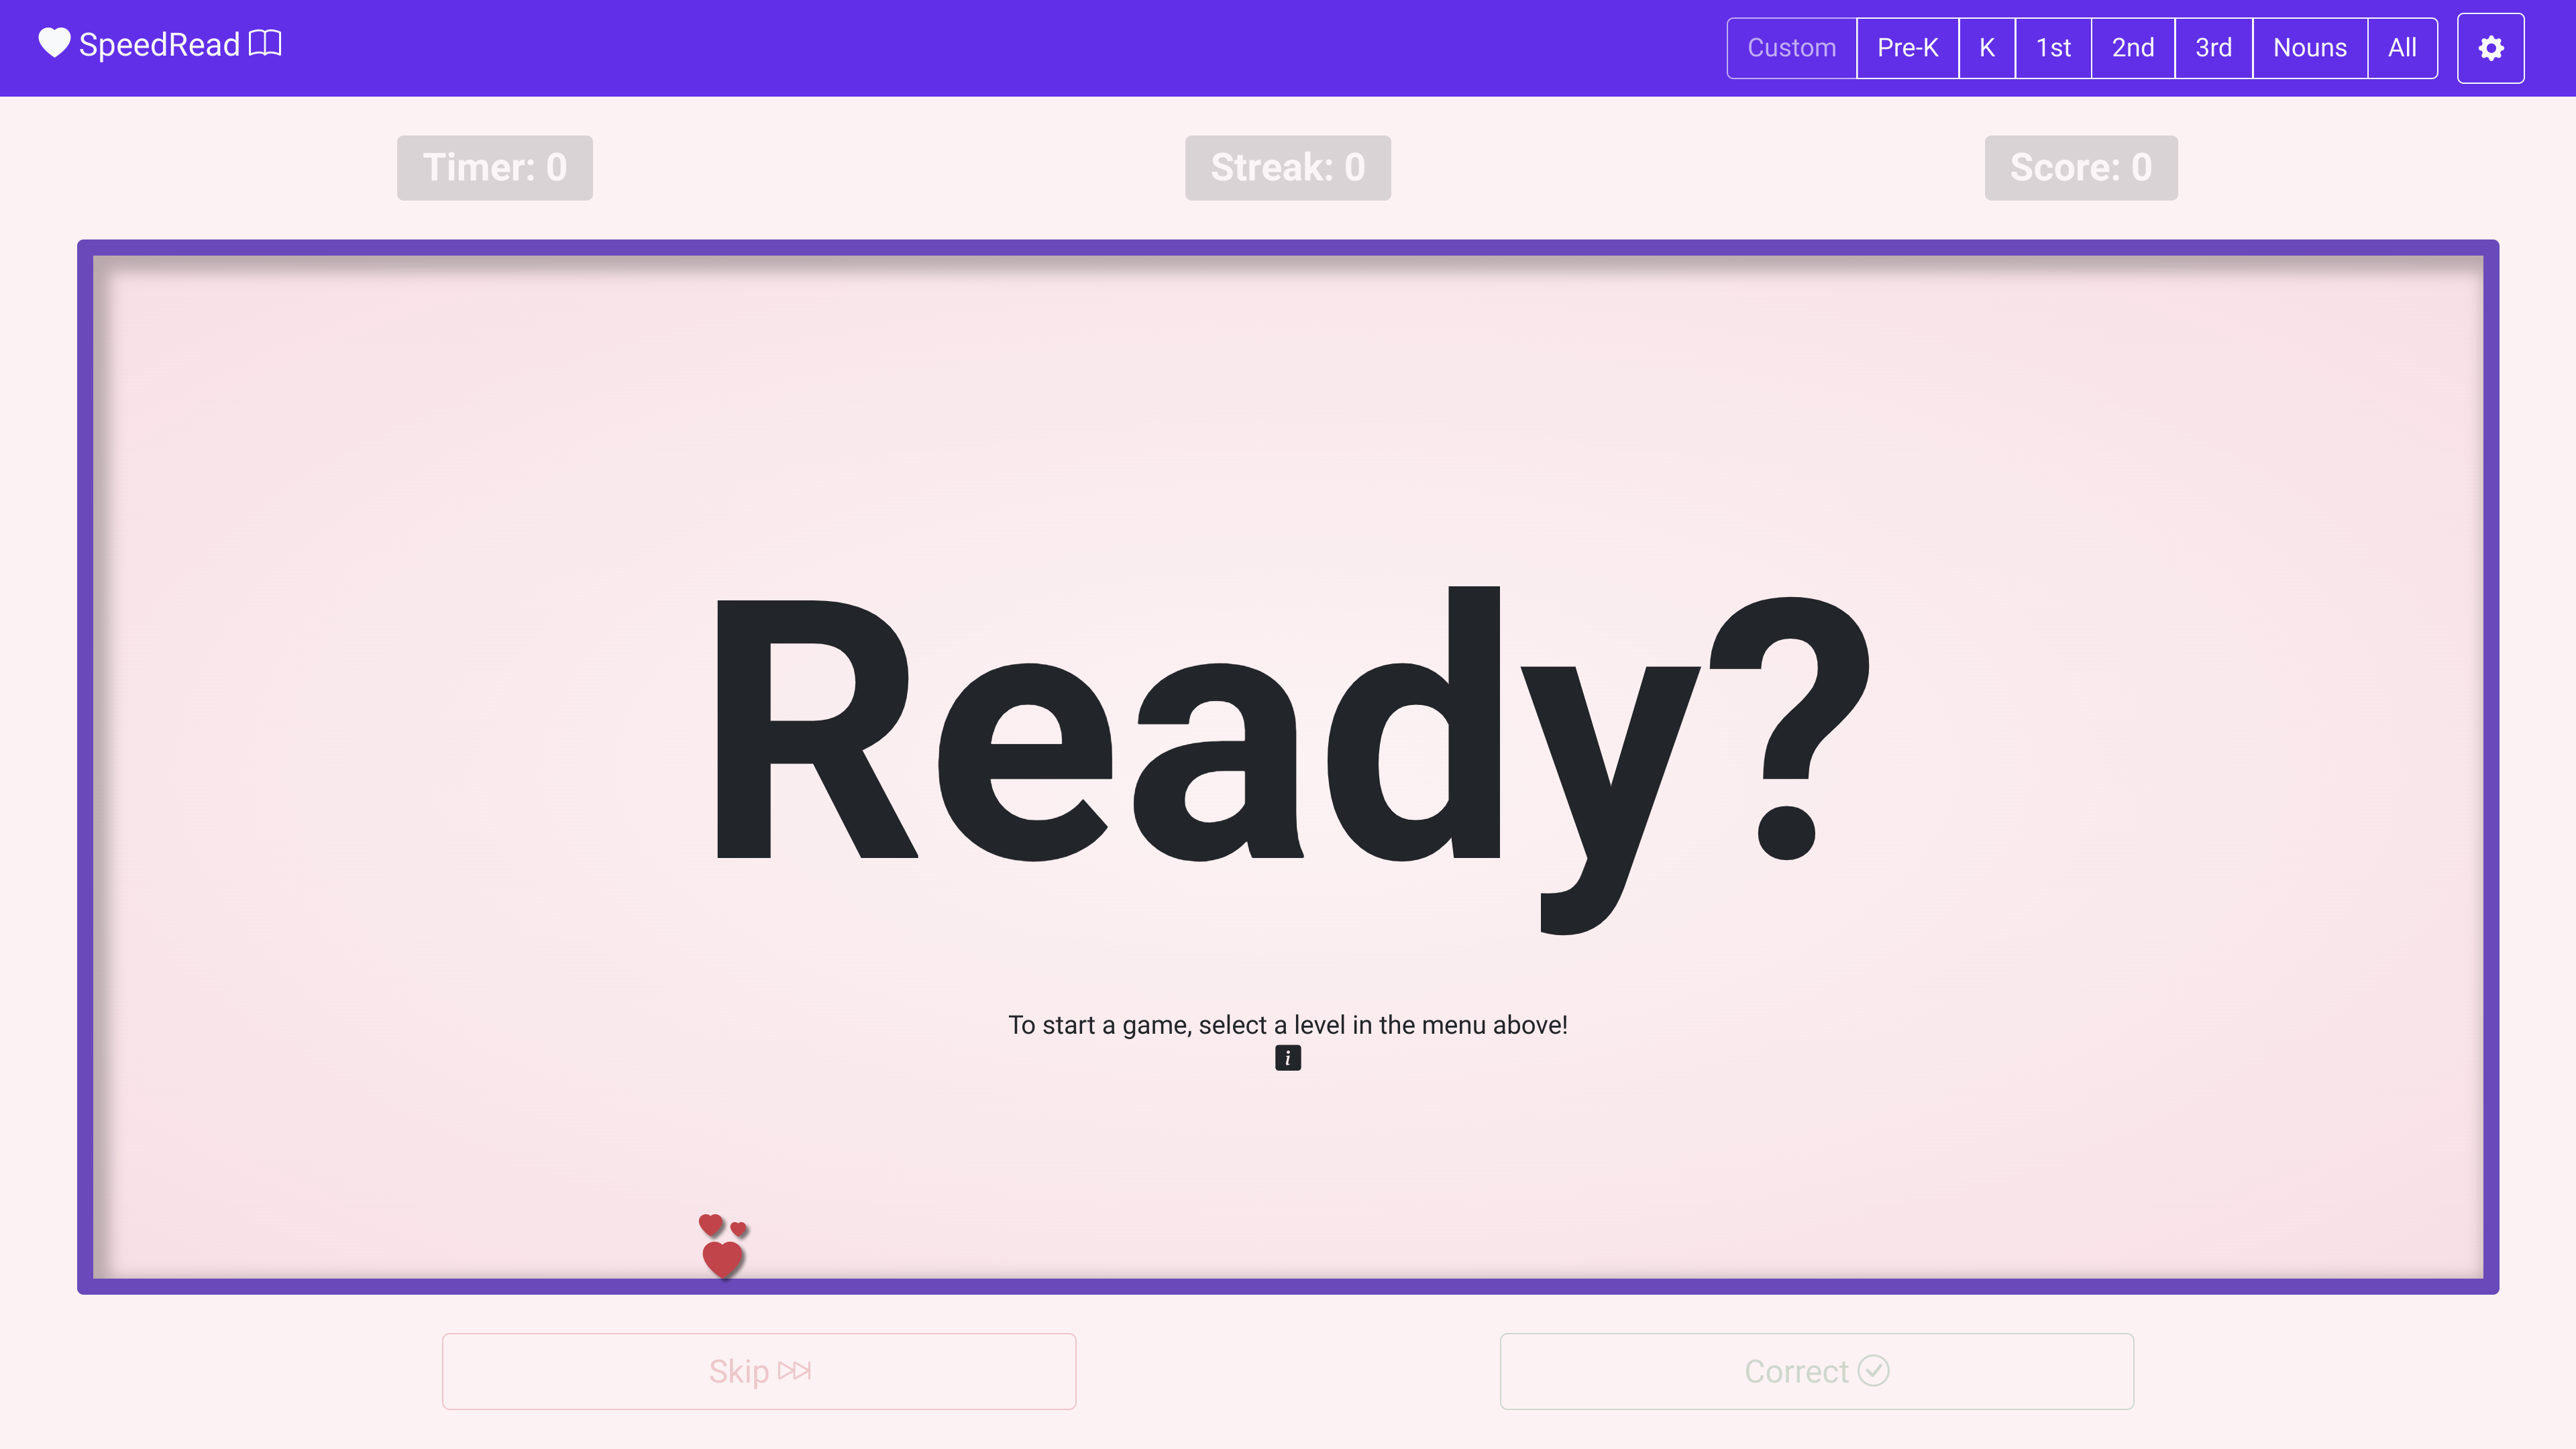 SpeedRead
Custom Pre-K K 1st 2nd 3rd Nouns All
Timer: 0 Streak: 0 Score: 0
Ready?
To start a game, select a level in the menu above!
i
Skip Correct